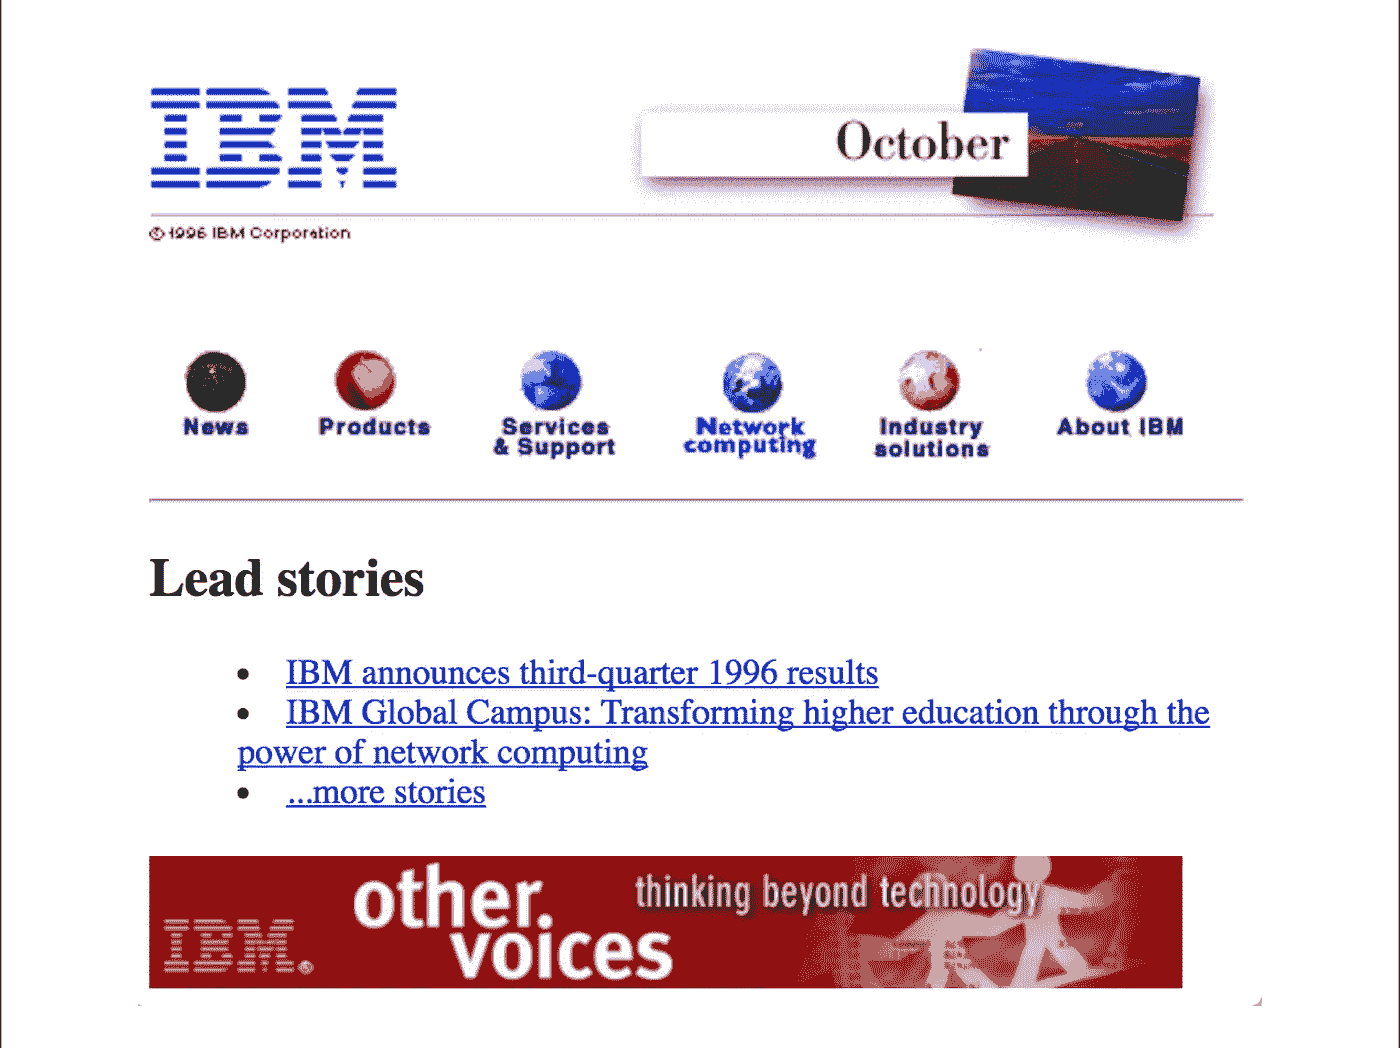 IBM
October
© 1996 IBM Corporation
News
Products
Services
& Support
Network
computing
Industry
solutions
About IBM
Lead stories
• IBM announces third-quarter 1996 results
• IBM Global Campus: Transforming higher education through the
power of network computing
• ...more stories
IBM®
other.
voices
thinking beyond technology